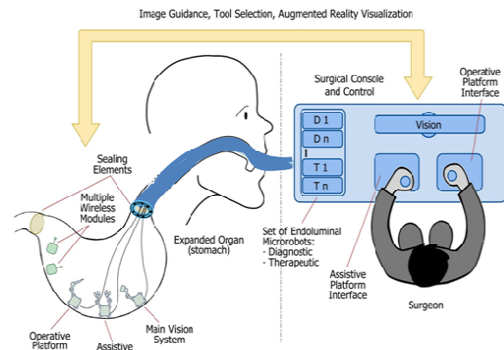 Image Guidance, Tool Selection, Augmented Reality Visualization
Surgical Console
and Control
Operative
Platform
Interface
D 1
D n
T 1
T n
Vision
Sealing
Elements
Multiple
Wireless
Modules
Expanded Organ
(stomach)
Set of Endoluminal
Microrobots:
- Diagnostic
- Therapeutic
Assistive
Platform
Interface
Surgeon
Operative
Platform
Assistive
Main Vision
System